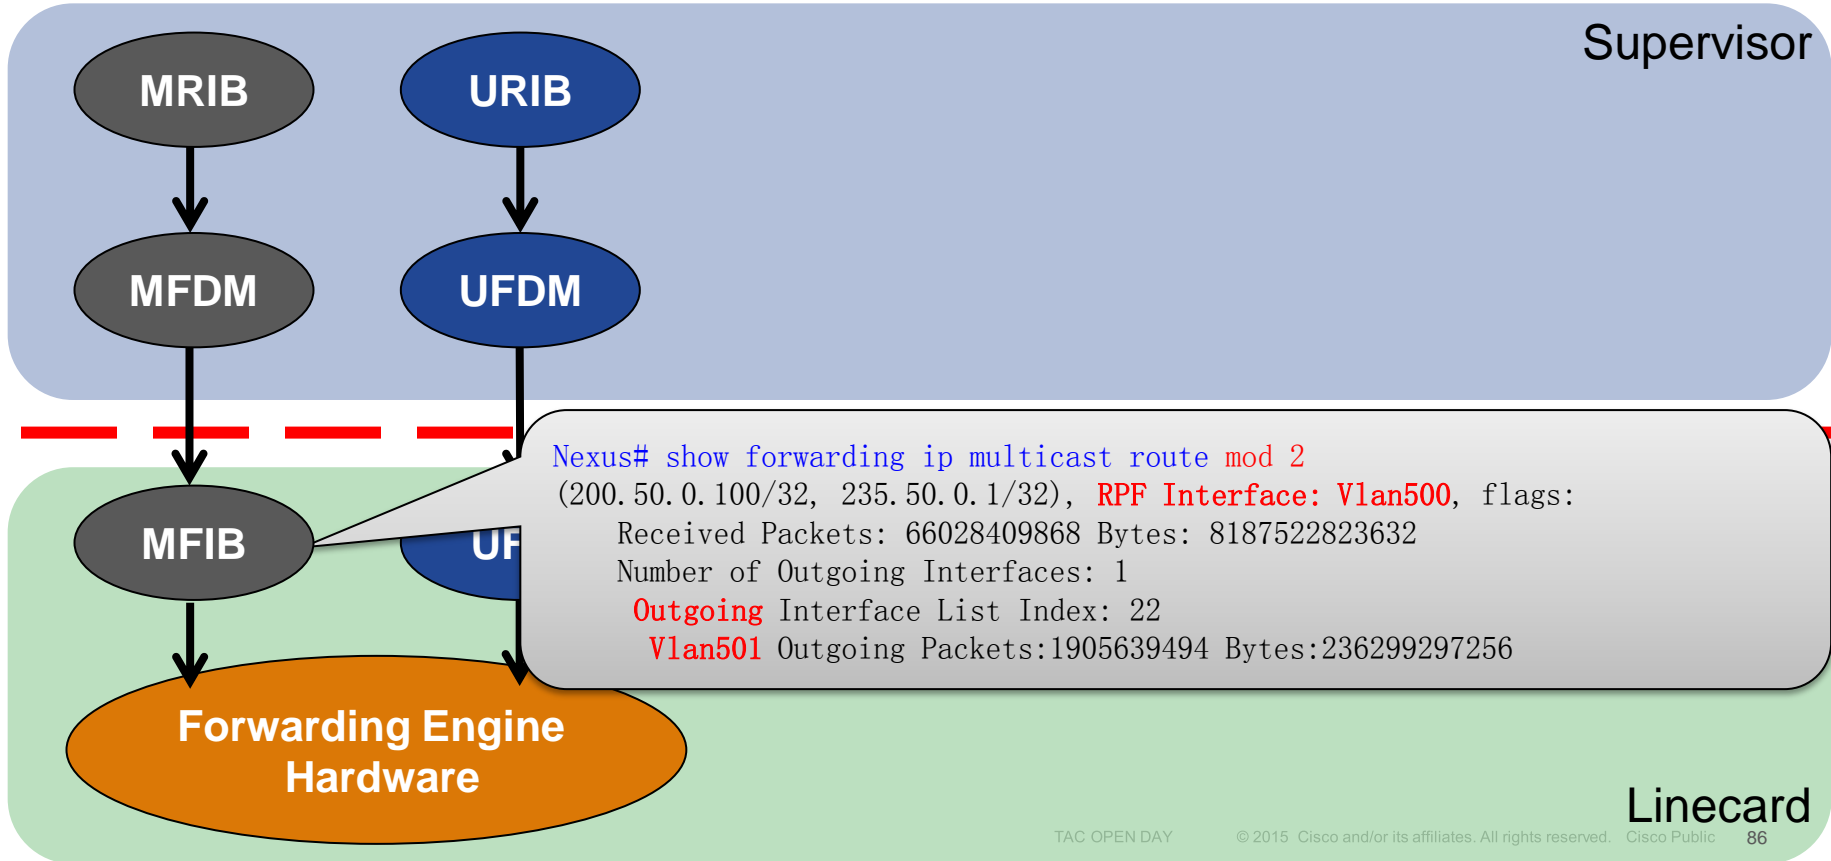 Supervisor
MRIB
URIB
MFDM
UFDM
Nexus# show forwarding ip multicast route mod 2
(200.50.0.100/32, 235.50.0.1/32), RPF Interface: Vlan500, flags:
Received Packets: 66028409868 Bytes: 8187522823632
Number of Outgoing Interfaces: 1
Outgoing Interface List Index: 22
Vlan501 Outgoing Packets:1905639494 Bytes:236299297256
MFIB
Forwarding Engine
Hardware
Linecard
TAC OPEN DAY © 2015 Cisco and/or its affiliates. All rights reserved. Cisco Public 86